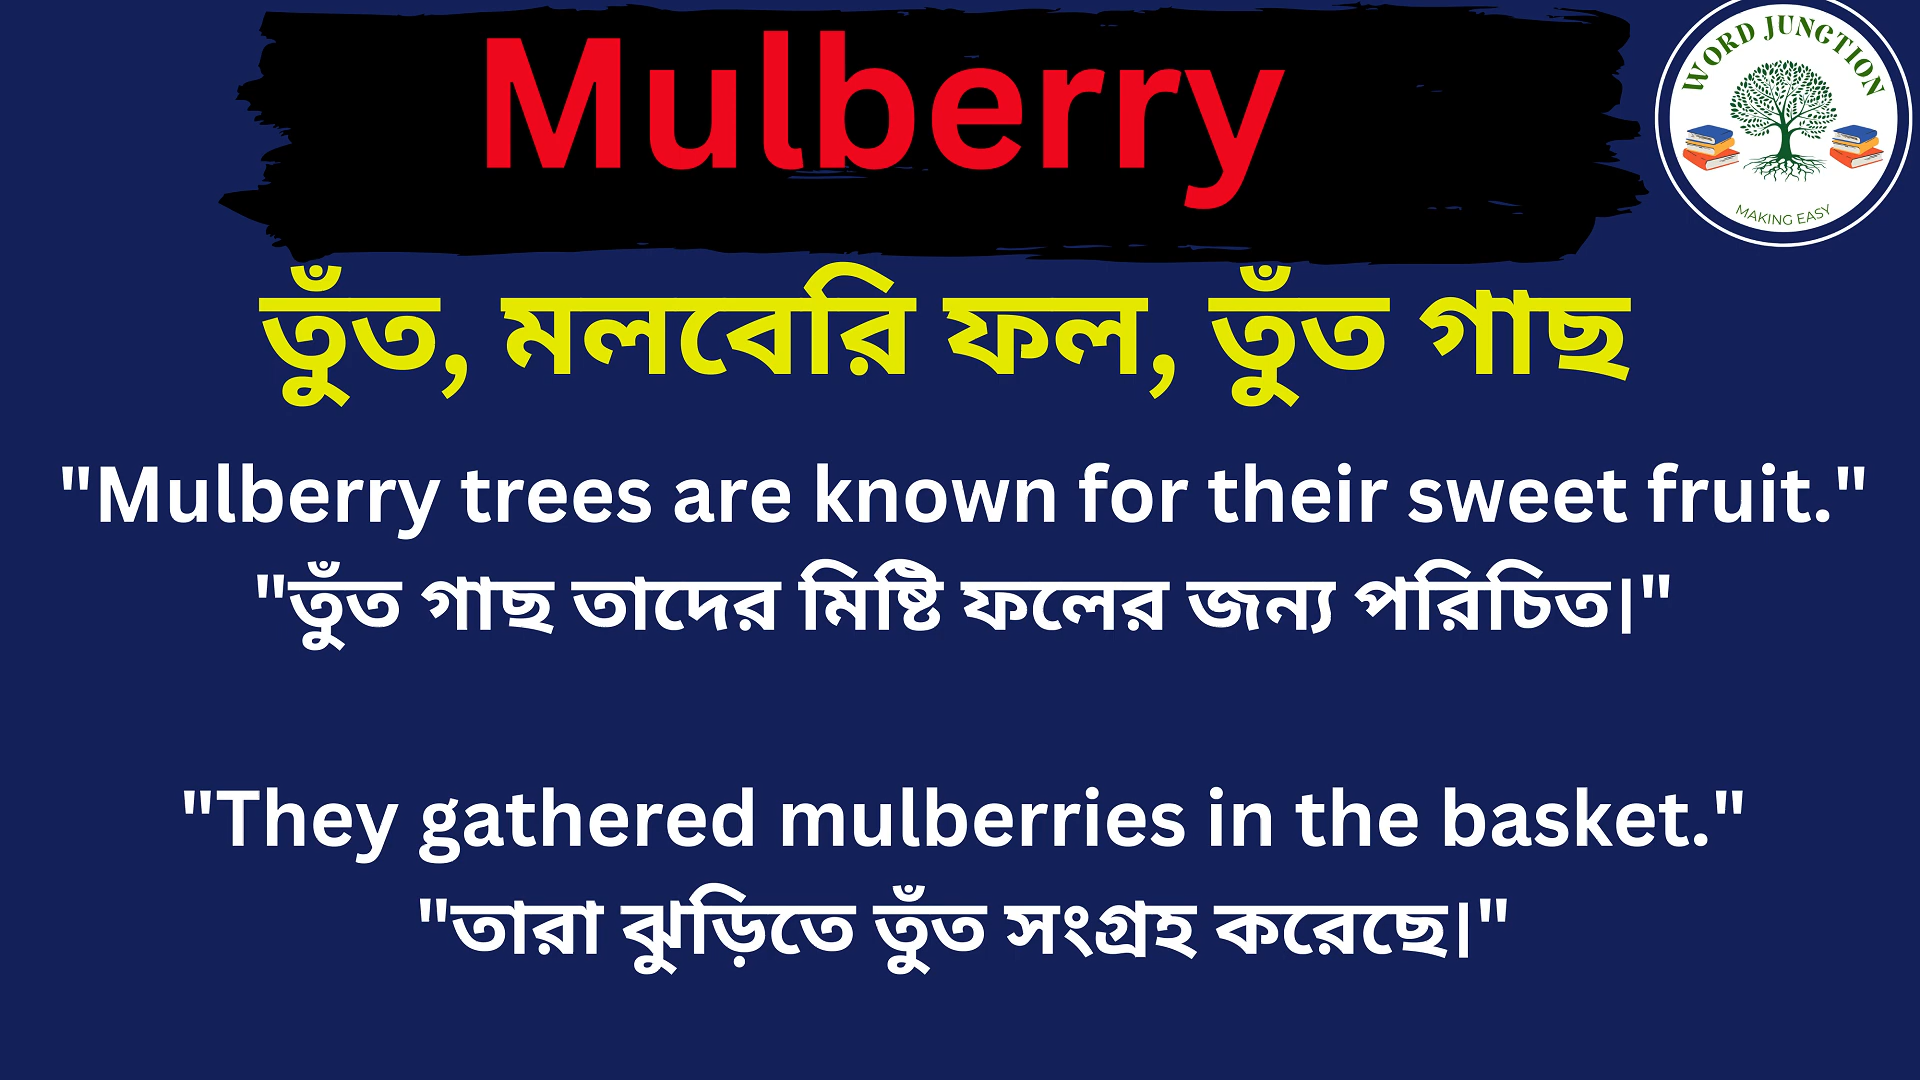 Mulberry
WORD JUNCTION
MAKING EASY
তুঁত, মলবেরি ফল, তুঁত গাছ
"Mulberry trees are known for their sweet fruit."
"তুঁত গাছ তাদের মিষ্টি ফলের জন্য পরিচিত।"
"They gathered mulberries in the basket."
"তারা ঝুড়িতে তুঁত সংগ্রহ করেছে।"